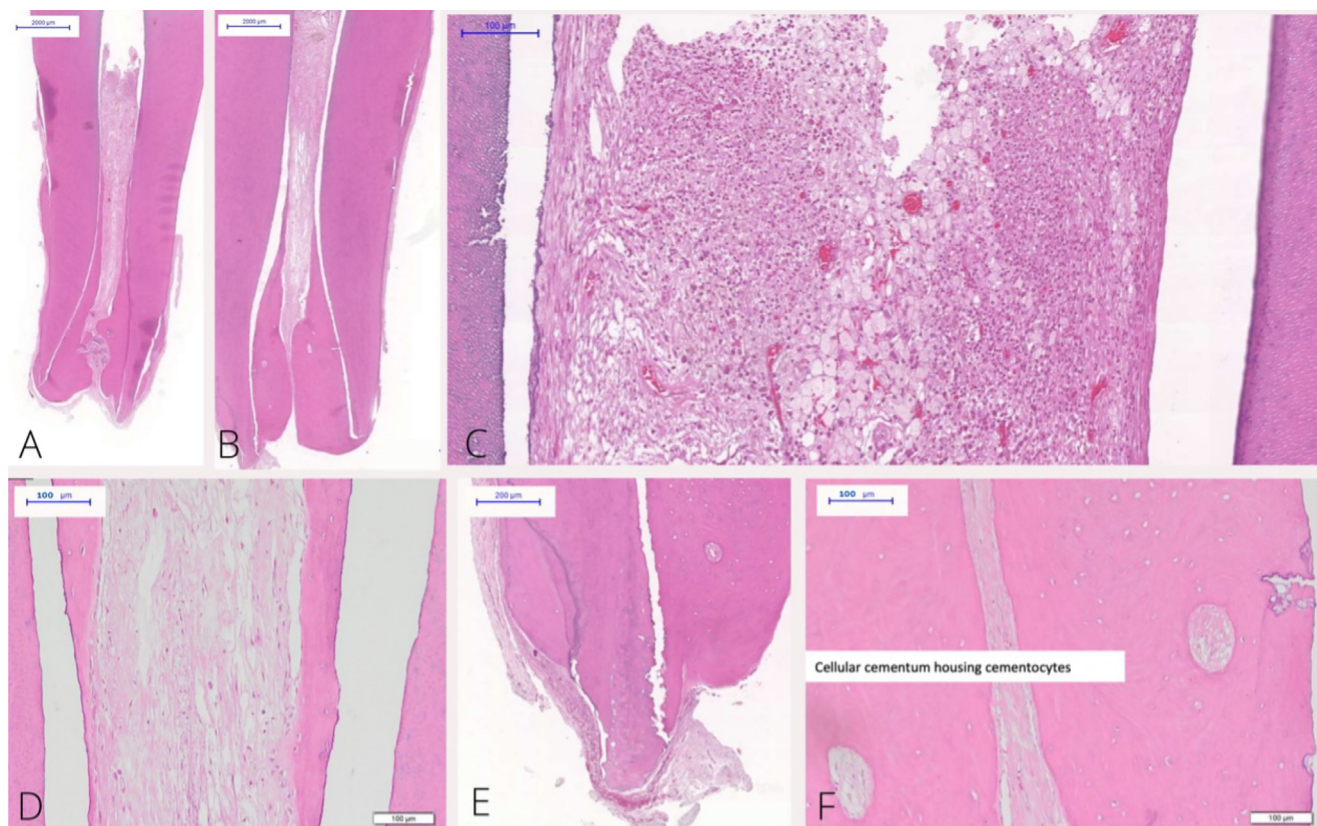 2000 µm
2000 µm
100 µm
A
B
C
100 µm
200 µm
100 µm
Cellular cementum housing cementocytes
D
100 µm
E
F
100 µm